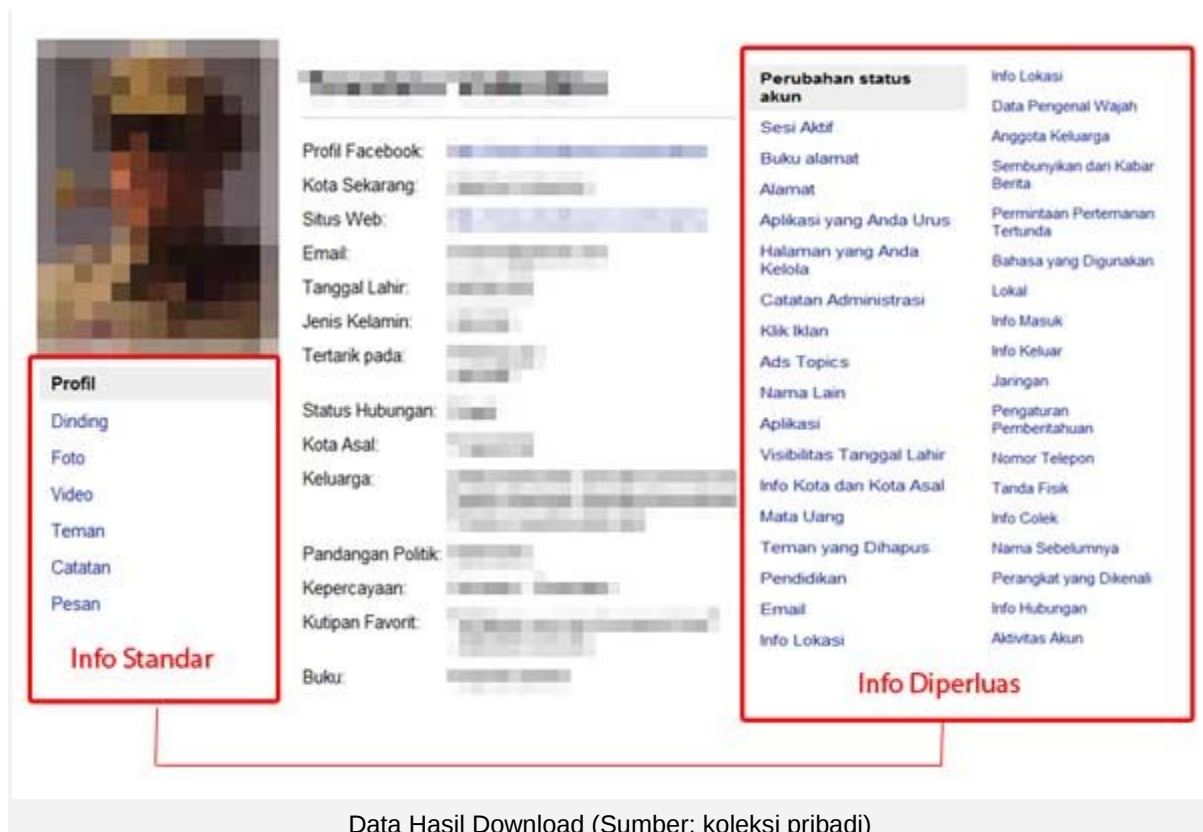 Profil Facebook:
Kota Sekarang:
Situs Web:
Email:
Tanggal Lahir:
Jenis Kelamin:
Tertarik pada:
Status Hubungan:
Kota Asal:
Keluarga:
Pandangan Politik:
Kepercayaan:
Kutipan Favorit:
Buku:
Profil
Dinding
Foto
Video
Teman
Catatan
Pesan
Info Standar
Perubahan status
akun
Sesi Aktif
Buku alamat
Alamat
Aplikasi yang Anda Urus
Halaman yang Anda
Kelola
Catatan Administrasi
Klik Iklan
Ads Topics
Nama Lain
Aplikasi
Visibilitas Tanggal Lahir
Info Kota dan Kota Asal
Mata Uang
Teman yang Dihapus
Pendidikan
Email
Info Lokasi
Info Lokasi
Data Pengenal Wajah
Anggota Keluarga
Sembunyikan dari Kabar
Berita
Permintaan Pertemanan
Tertunda
Bahasa yang Digunakan
Lokal
Info Masuk
Info Keluar
Jaringan
Pengaturan
Pemberitahuan
Nomor Telepon
Tanda Fisik
Info Colek
Nama Sebelumnya
Perangkat yang Dikenali
Info Hubungan
Aktivitas Akun
Info Diperluas
Data Hasil Download (Sumber: koleksi pribadi)